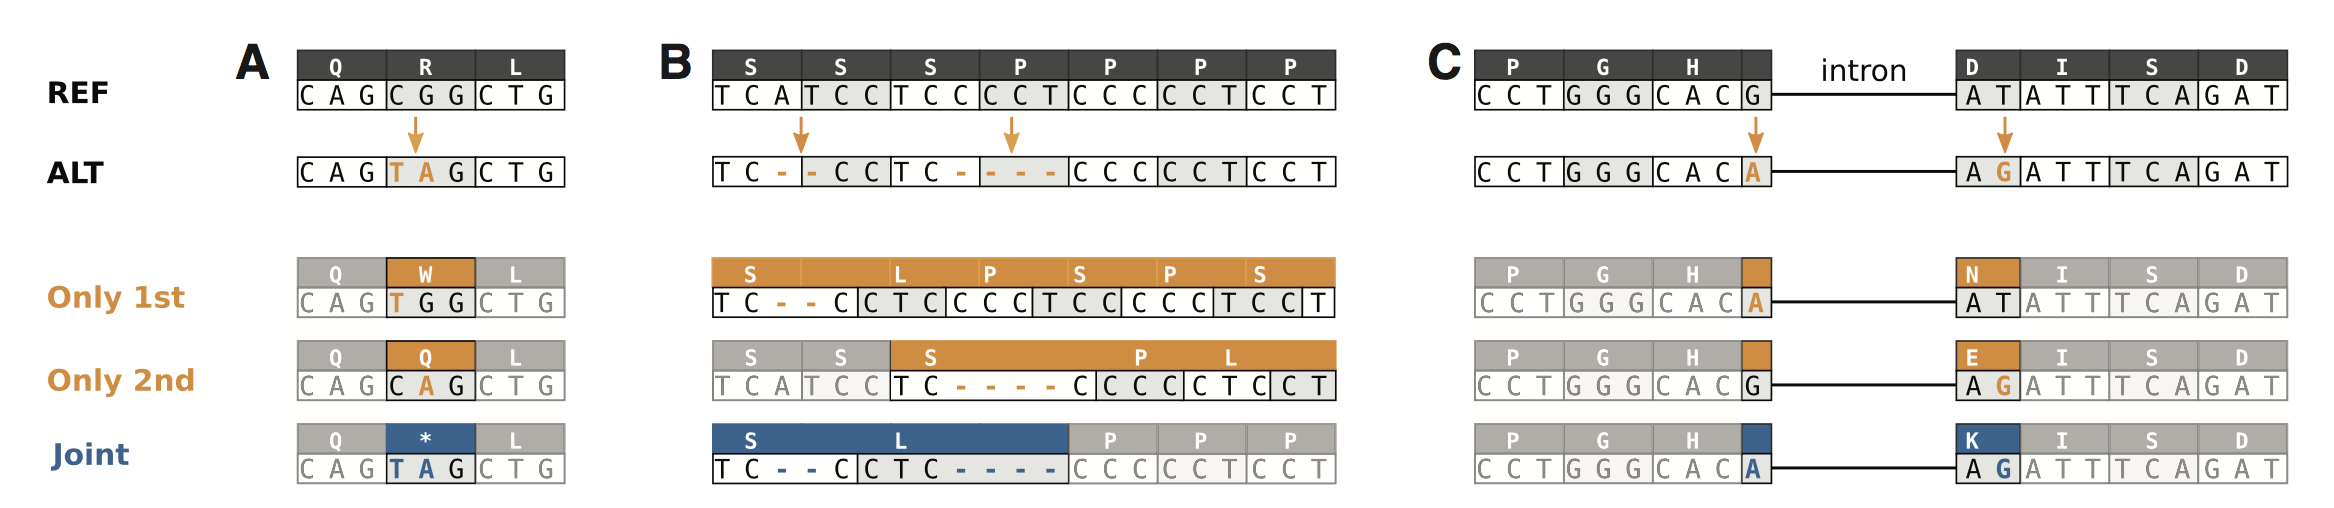 A B C
Q R L S S S P P P P P G H intron D I S D
REF C A G C G G C T G T C A T C C T C C C C T C C C C C T C C T C C T G G G C A C G A T A T T T C A G A T
ALT C A G T A G C T G T C - - C C T C - - - - C C C C C T C C T C C T G G G C A C A A G A T T T C A G A T
Q W L S L P S P S P G H N I S D
Only 1st C A G T G G C T G T C - - C C T C C C C T C C C C C T C C T C C T G G G C A C A A T A T T T C A G A T
Q Q L S S S P L P G H E I S D
Only 2nd C A G C A G C T G T C A T C C T C - - - - C C C C C T C C T C C T G G G C A C G A G A T T T C A G A T
Q * L S L P P P P G H K I S D
Joint C A G T A G C T G T C - - C C T C - - - - C C C C C T C C T C C T G G G C A C A A G A T T T C A G A T